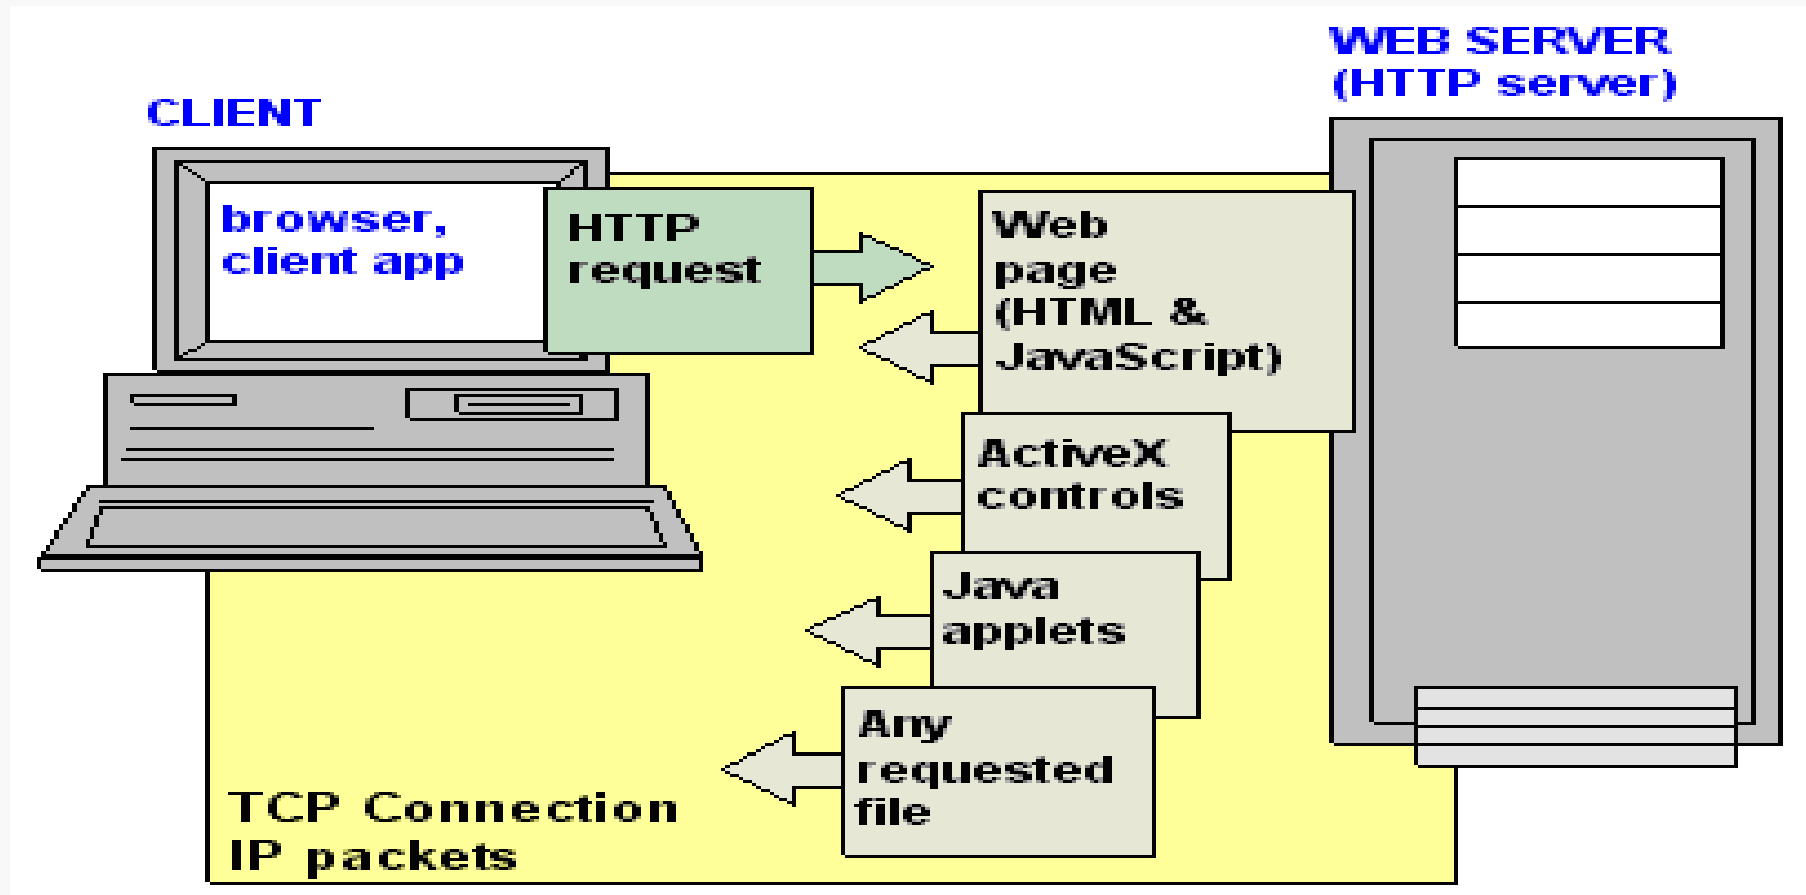 CLIENT
browser,
client app
HTTP
request
WEB SERVER
(HTTP server)
Web
page
(HTML &
JavaScript)
ActiveX
controls
Java
applets
Any
requested
file
TCP Connection
IP packets